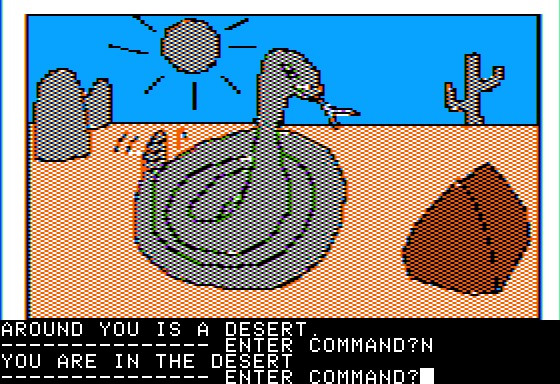 AROUND YOU IS A DESERT.
--------------- ENTER COMMAND?N
YOU ARE IN THE DESERT
--------------- ENTER COMMAND?